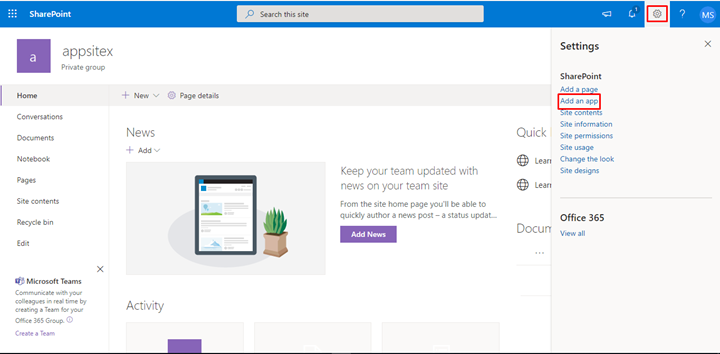 SharePoint
Search this site
1
?
MS
a
appsitex
Private group
Home
Conversations
Documents
Notebook
Pages
Site contents
Recycle bin
Edit
Microsoft Teams
Communicate with your
colleagues in real time by
creating a Team for your
Office 365 Group.
Create a Team
+ New
Page details
News
+ Add
Keep your team updated with
news on your team site
From the site home page you'll be able to
quickly author a news post – a status updat...
Add News
Activity
Quick
Learn
Learn
Docum
...
Settings
SharePoint
Add a page
Add an app
Site contents
Site information
Site permissions
Site usage
Change the look
Site designs
Office 365
View all